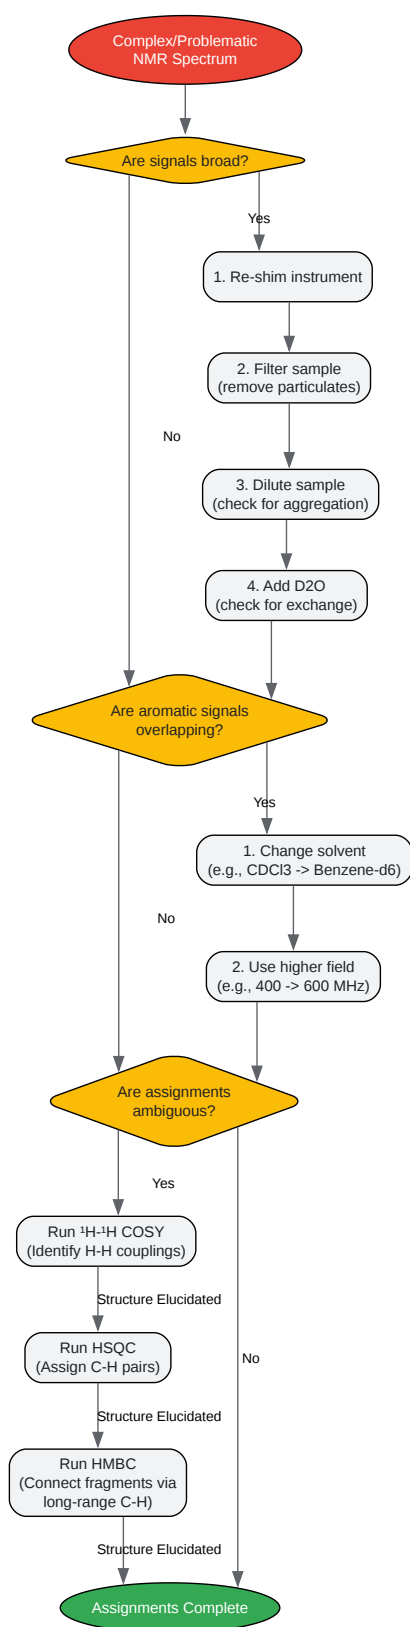 Complex/Problematic
NMR Spectrum
Are signals broad?
Yes
1. Re-shim instrument
2. Filter sample
(remove particulates)
No
3. Dilute sample
(check for aggregation)
4. Add D2O
(check for exchange)
Are aromatic signals
overlapping?
Yes
1. Change solvent
(e.g., CDCl3 -> Benzene-d6)
No
2. Use higher field
(e.g., 400 -> 600 MHz)
Are assignments
ambiguous?
Yes
Run ¹H-¹H COSY
(Identify H-H couplings)
Structure Elucidated
Run HSQC
(Assign C-H pairs)
No
Structure Elucidated
Run HMBC
(Connect fragments via
long-range C-H)
Structure Elucidated
Assignments Complete